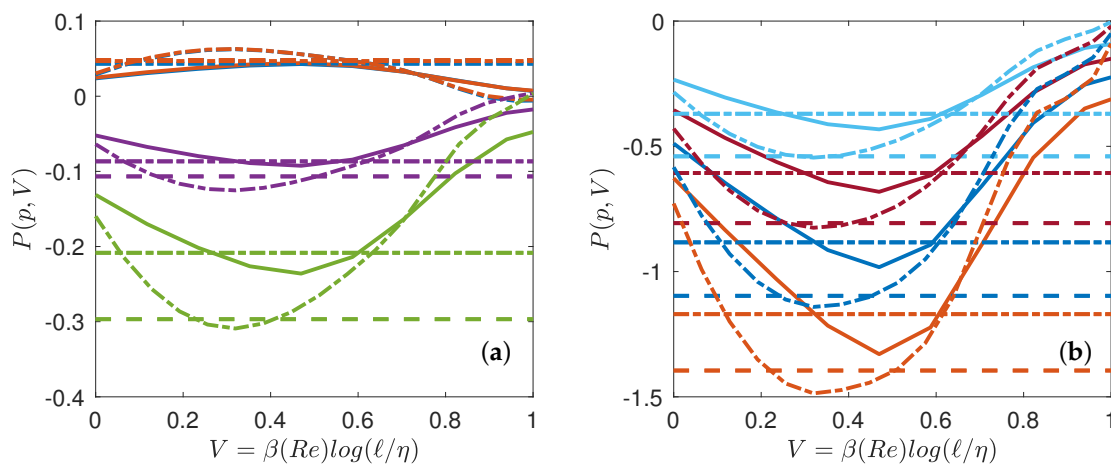 0.1
0
-0.1
-0.2
-0.3
-0.4
P(p, V)
(a)
0 0.2 0.4 0.6 0.8 1
V = β(Re)log(ℓ/η)
0
-0.5
-1
-1.5
P(p, V)
(b)
0 0.2 0.4 0.6 0.8 1
V = β(Re)log(ℓ/η)